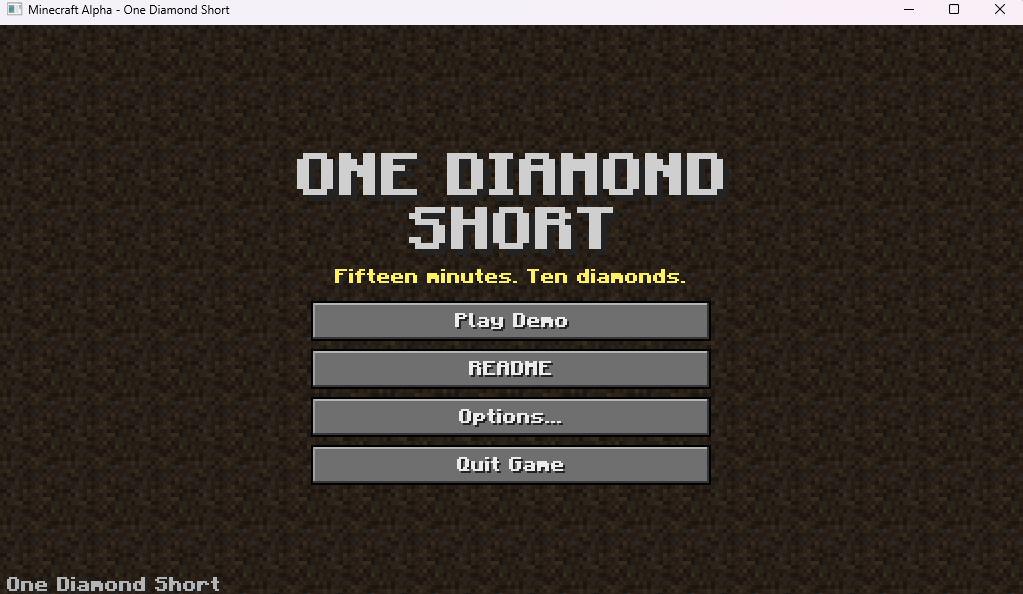 Minecraft Alpha - One Diamond Short
ONE DIAMOND
SHORT
Fifteen minutes. Ten diamonds.
Play Demo
README
Options...
Quit Game
One Diamond Short